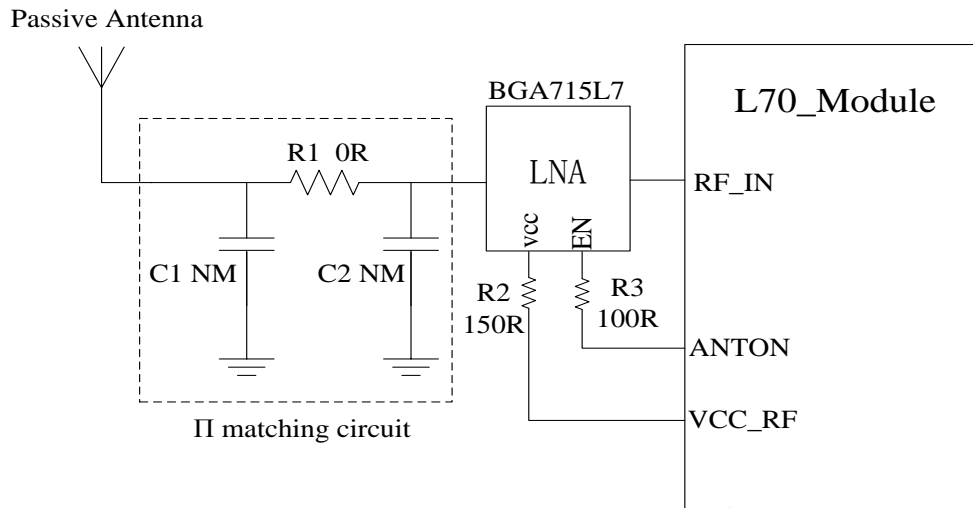 Passive Antenna
BGA715L7
L70_Module
R1 0R
LNA
RF_IN
vcc
EN
C1 NM
C2 NM
R2
150R
R3
100R
ANTON
VCC_RF
Π matching circuit